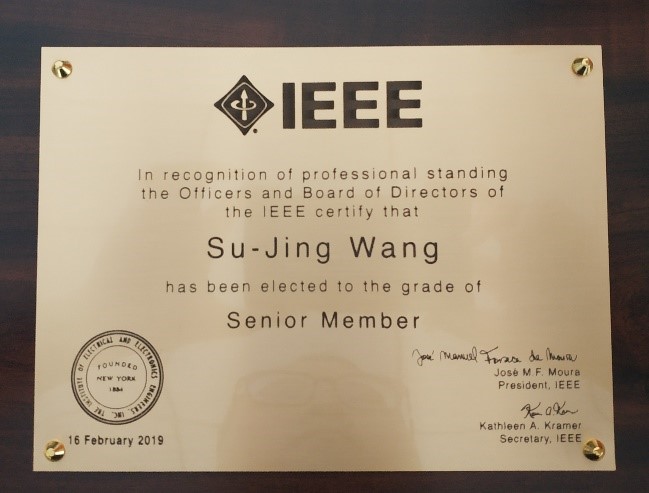 IEEE
In recognition of professional standing
the Officers and Board of Directors of
the IEEE certify that
Su-Jing Wang
has been elected to the grade of
Senior Member
THE INSTITUTE OF ELECTRICAL AND ELECTRONICS ENGINEERS, INC.
FOUNDED
NEW YORK
1884
16 February 2019
José M.F. Moura
President, IEEE
Kathleen A. Kramer
Secretary, IEEE